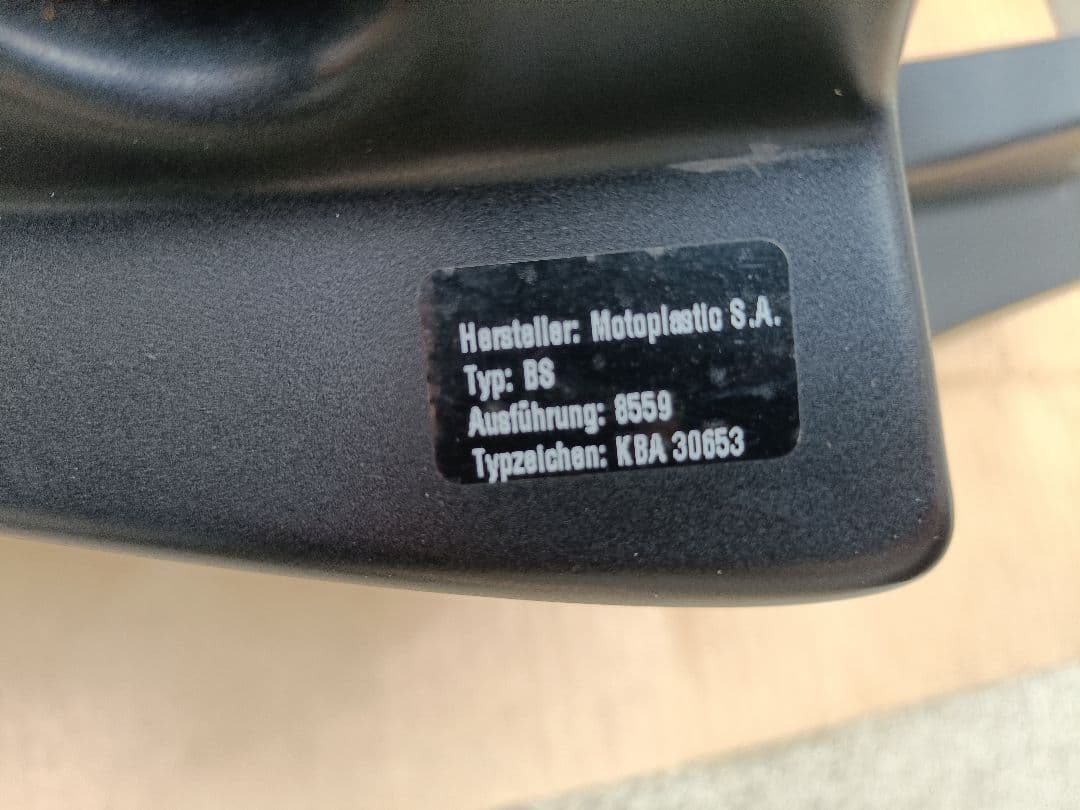 Hersteller: Motoplastic S.A.
Typ: BS
Ausführung: 8559
Typzeichen: KBA 30653